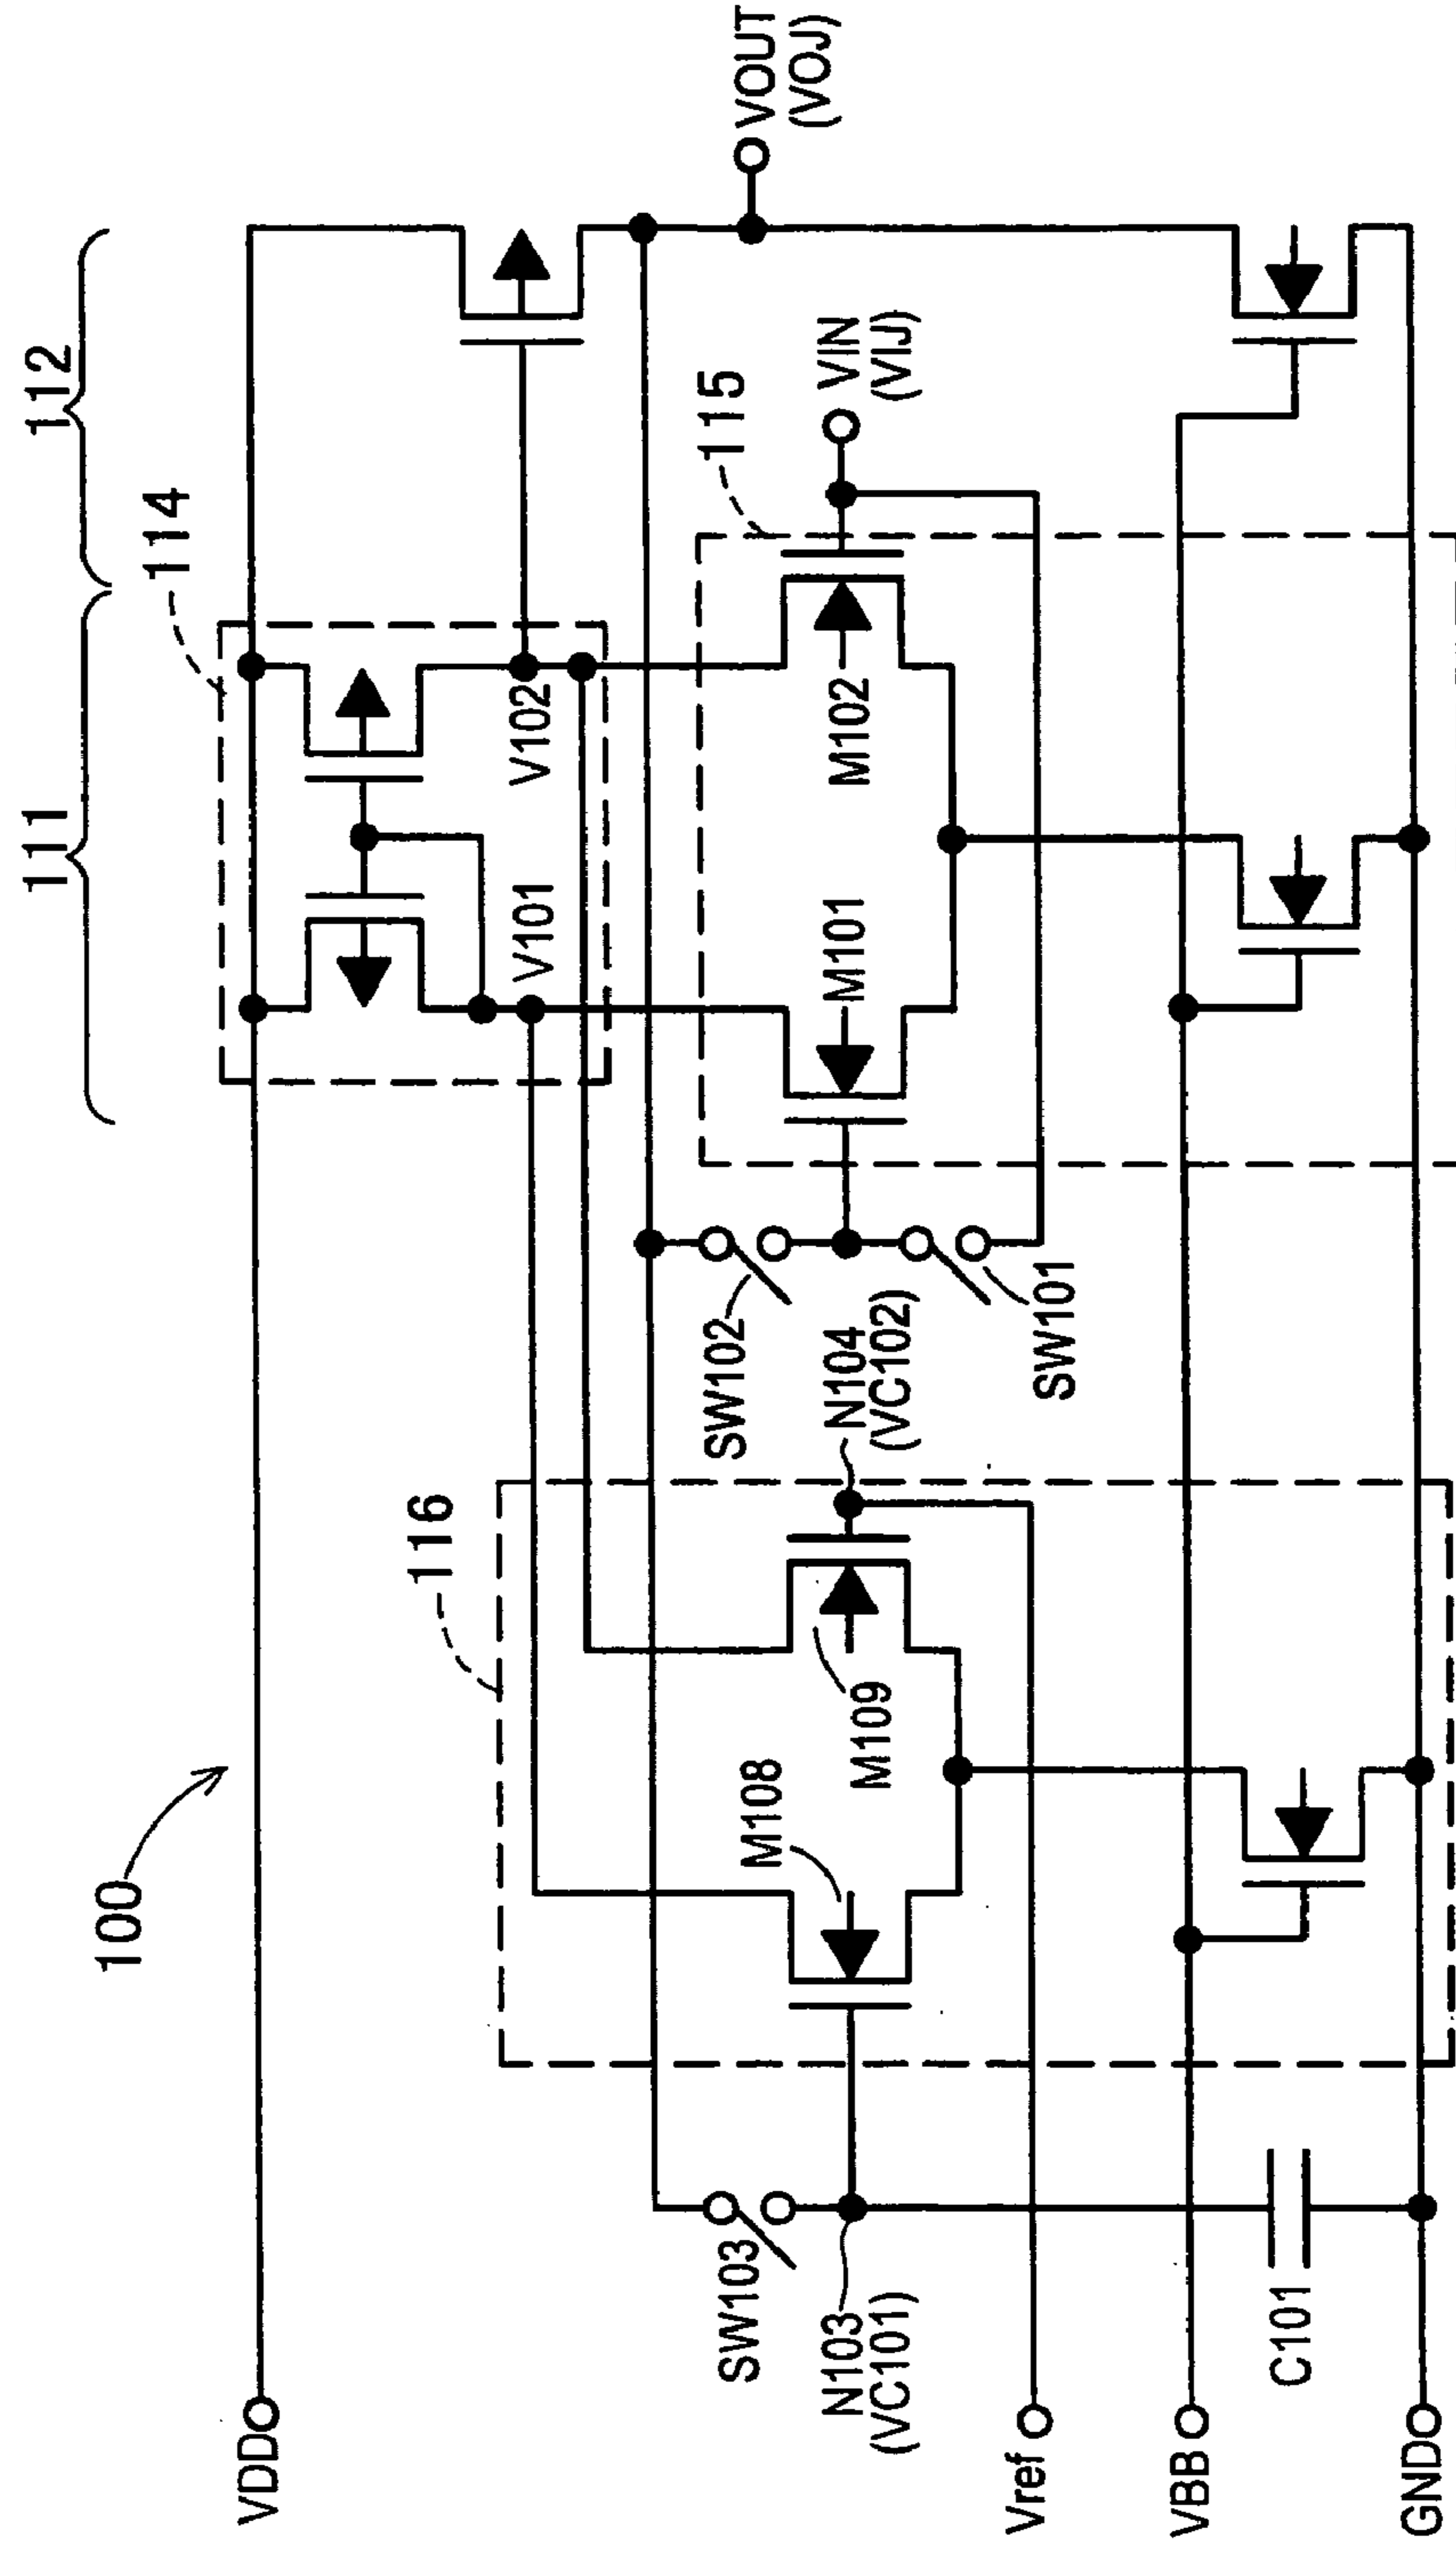 100
111
112
114
VDD
116
V101
V102
VOUT
(VOJ)
SW103
SW102
M108
M109
M101
M102
115
VIN
(VIJ)
N103
(VC101)
N104
(VC102)
SW101
Vref
VBB
C101
GND